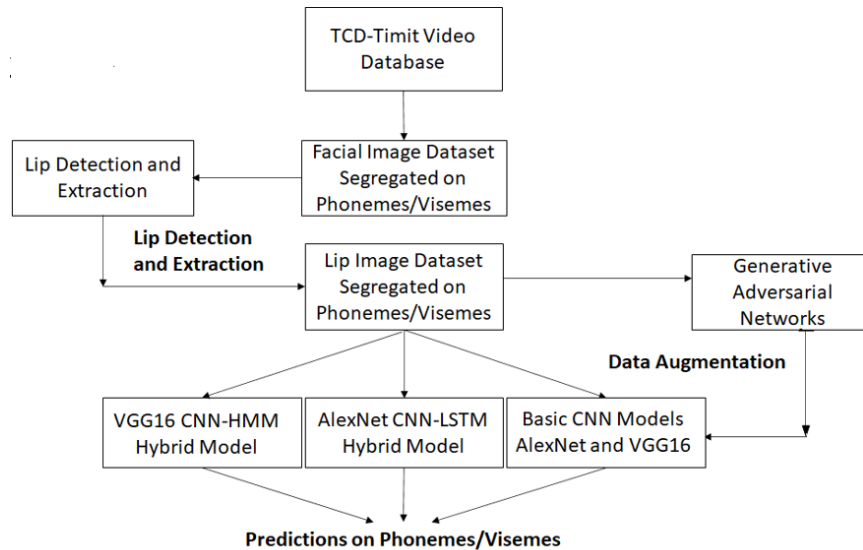 TCD-Timit Video
Database
Facial Image Dataset
Segregated on
Phonemes/Visemes
Lip Detection and
Extraction
Lip Detection
and Extraction
Lip Image Dataset
Segregated on
Phonemes/Visemes
Generative
Adversarial
Networks
Data Augmentation
VGG16 CNN-HMM
Hybrid Model
AlexNet CNN-LSTM
Hybrid Model
Basic CNN Models
AlexNet and VGG16
Predictions on Phonemes/Visemes